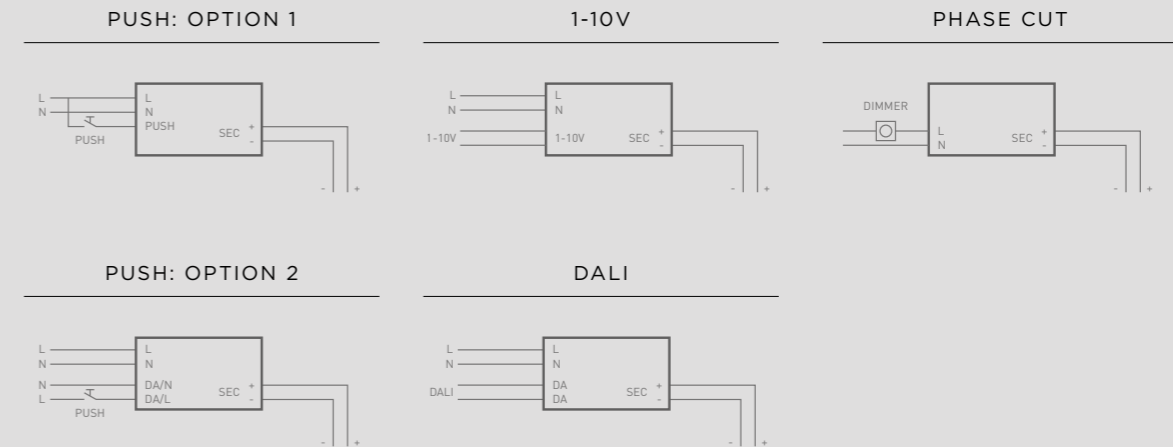 PUSH: OPTION 1
L
N
PUSH
L
N
PUSH
SEC
+
-
- +
1-10V
L
N
1-10V
L
N
1-10V
SEC
+
-
- +
PHASE CUT
DIMMER
L
N
SEC
+
-
- +
PUSH: OPTION 2
L
N
N
L
PUSH
L
N
DA/N
DA/L
SEC
+
-
- +
DALI
L
N
DALI
L
N
DA
DA
SEC
+
-
- +